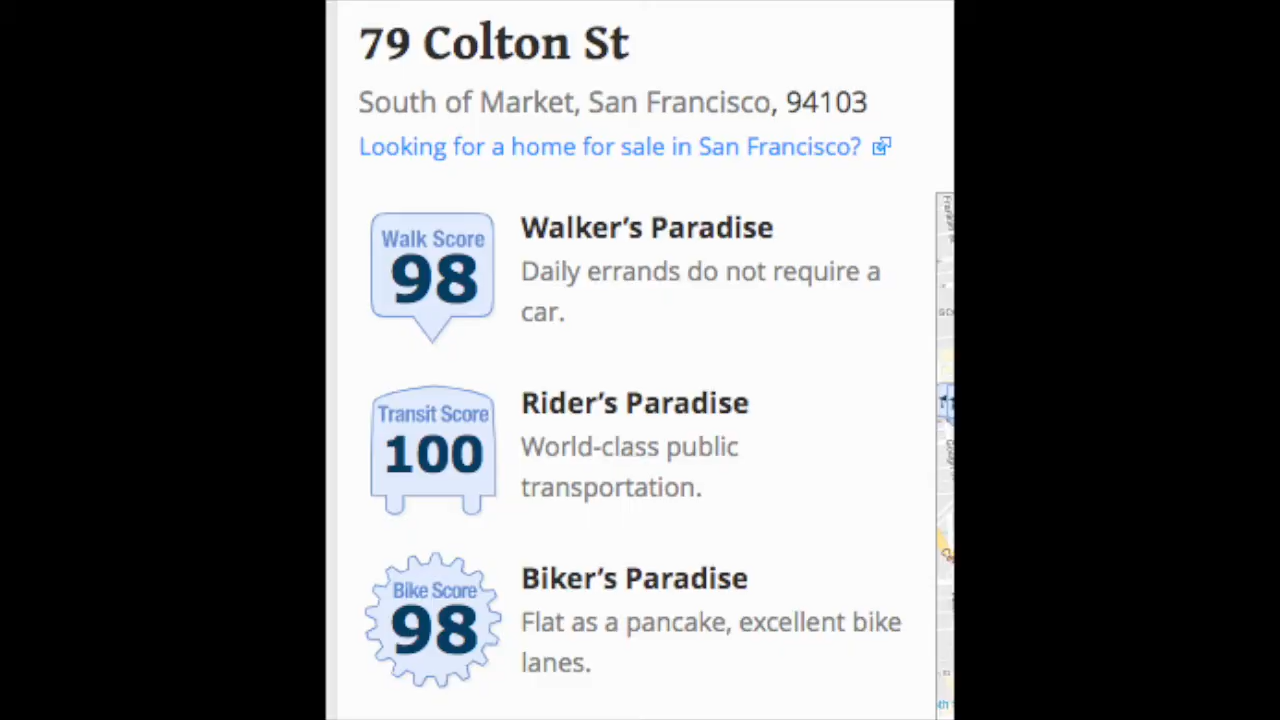 79 Colton St
South of Market, San Francisco, 94103
Looking for a home for sale in San Francisco?
Walk Score
98
Walker’s Paradise
Daily errands do not require a
car.
Transit Score
100
Rider’s Paradise
World-class public
transportation.
Bike Score
98
Biker’s Paradise
Flat as a pancake, excellent bike
lanes.